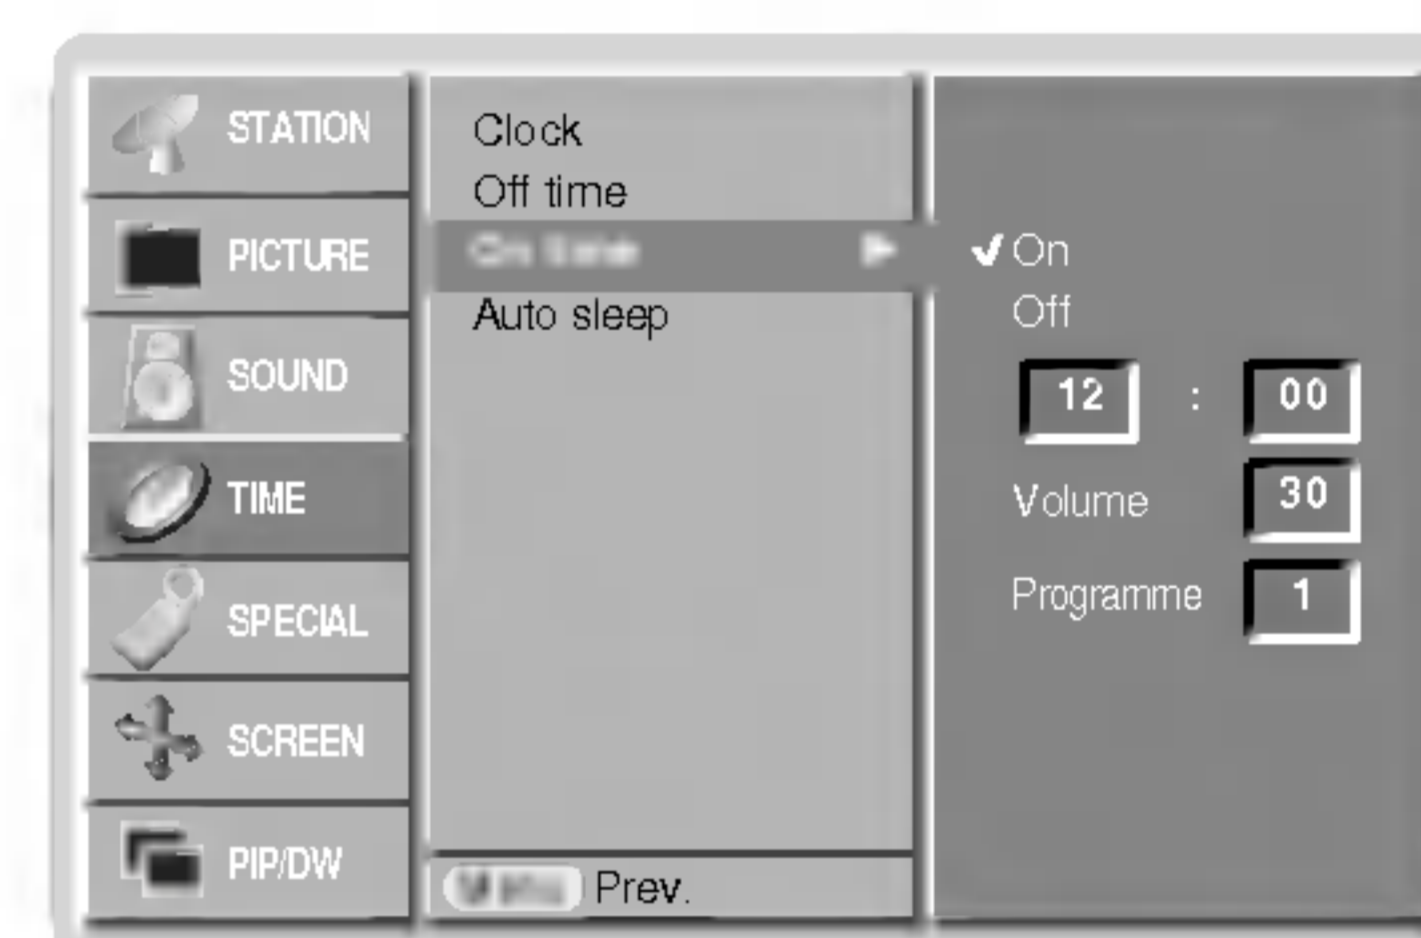 STATION
PICTURE
SOUND
TIME
SPECIAL
SCREEN
PIP/DW
Clock
Off time
Auto sleep
Prev.
On
Off
12 : 00
Volume 30
Programme 1